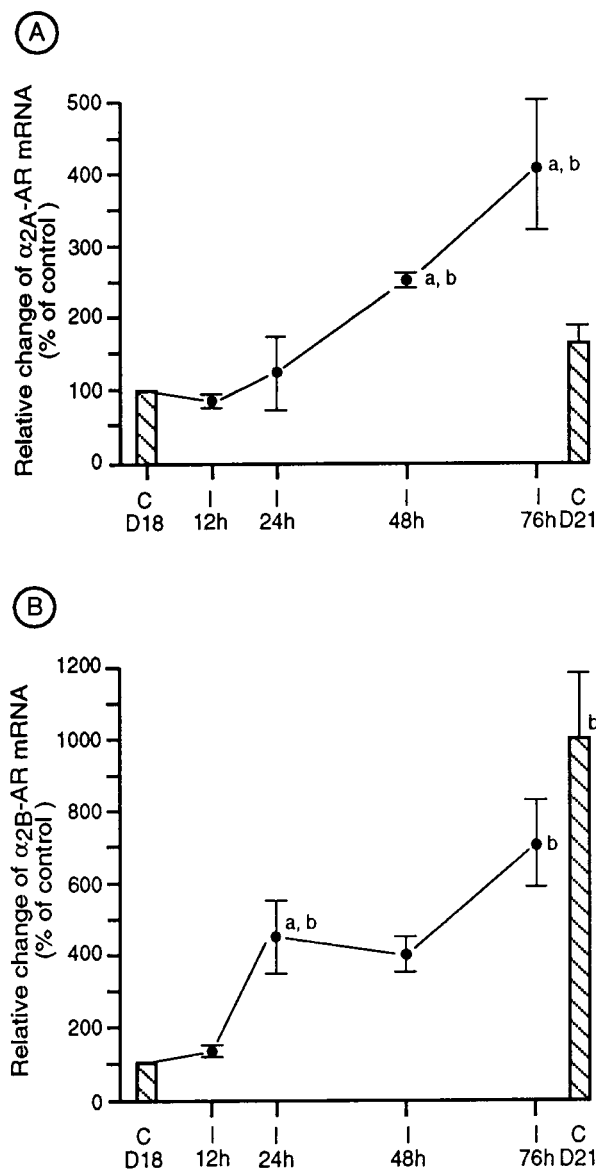 A
Relative change of α2A-AR mRNA
(% of control )
500
400
300
200
100
0
a, b
a, b
C
D18
12h
24h
48h
76h
C
D21
B
Relative change of α2B-AR mRNA
(% of control )
1200
1000
800
600
400
200
0
a, b
b
b
C
D18
12h
24h
48h
76h
C
D21